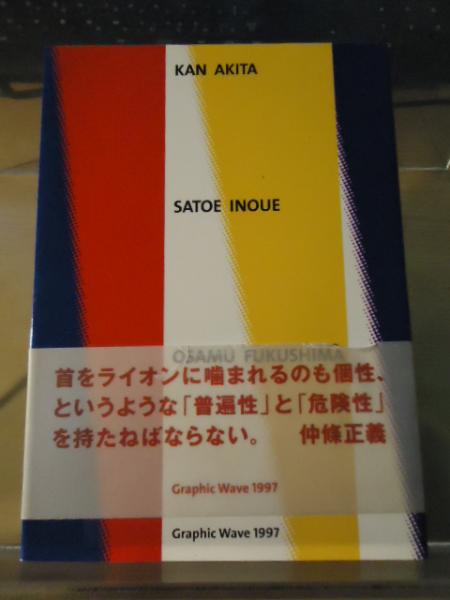 KAN AKITA
SATOE INOUE
OSAMU FUKUSHIMA
首をライオンに噛まれるのも個性、
というような「普遍性」と「危険性」
を持たねばならない。 仲條正義
Graphic Wave 1997
Graphic Wave 1997